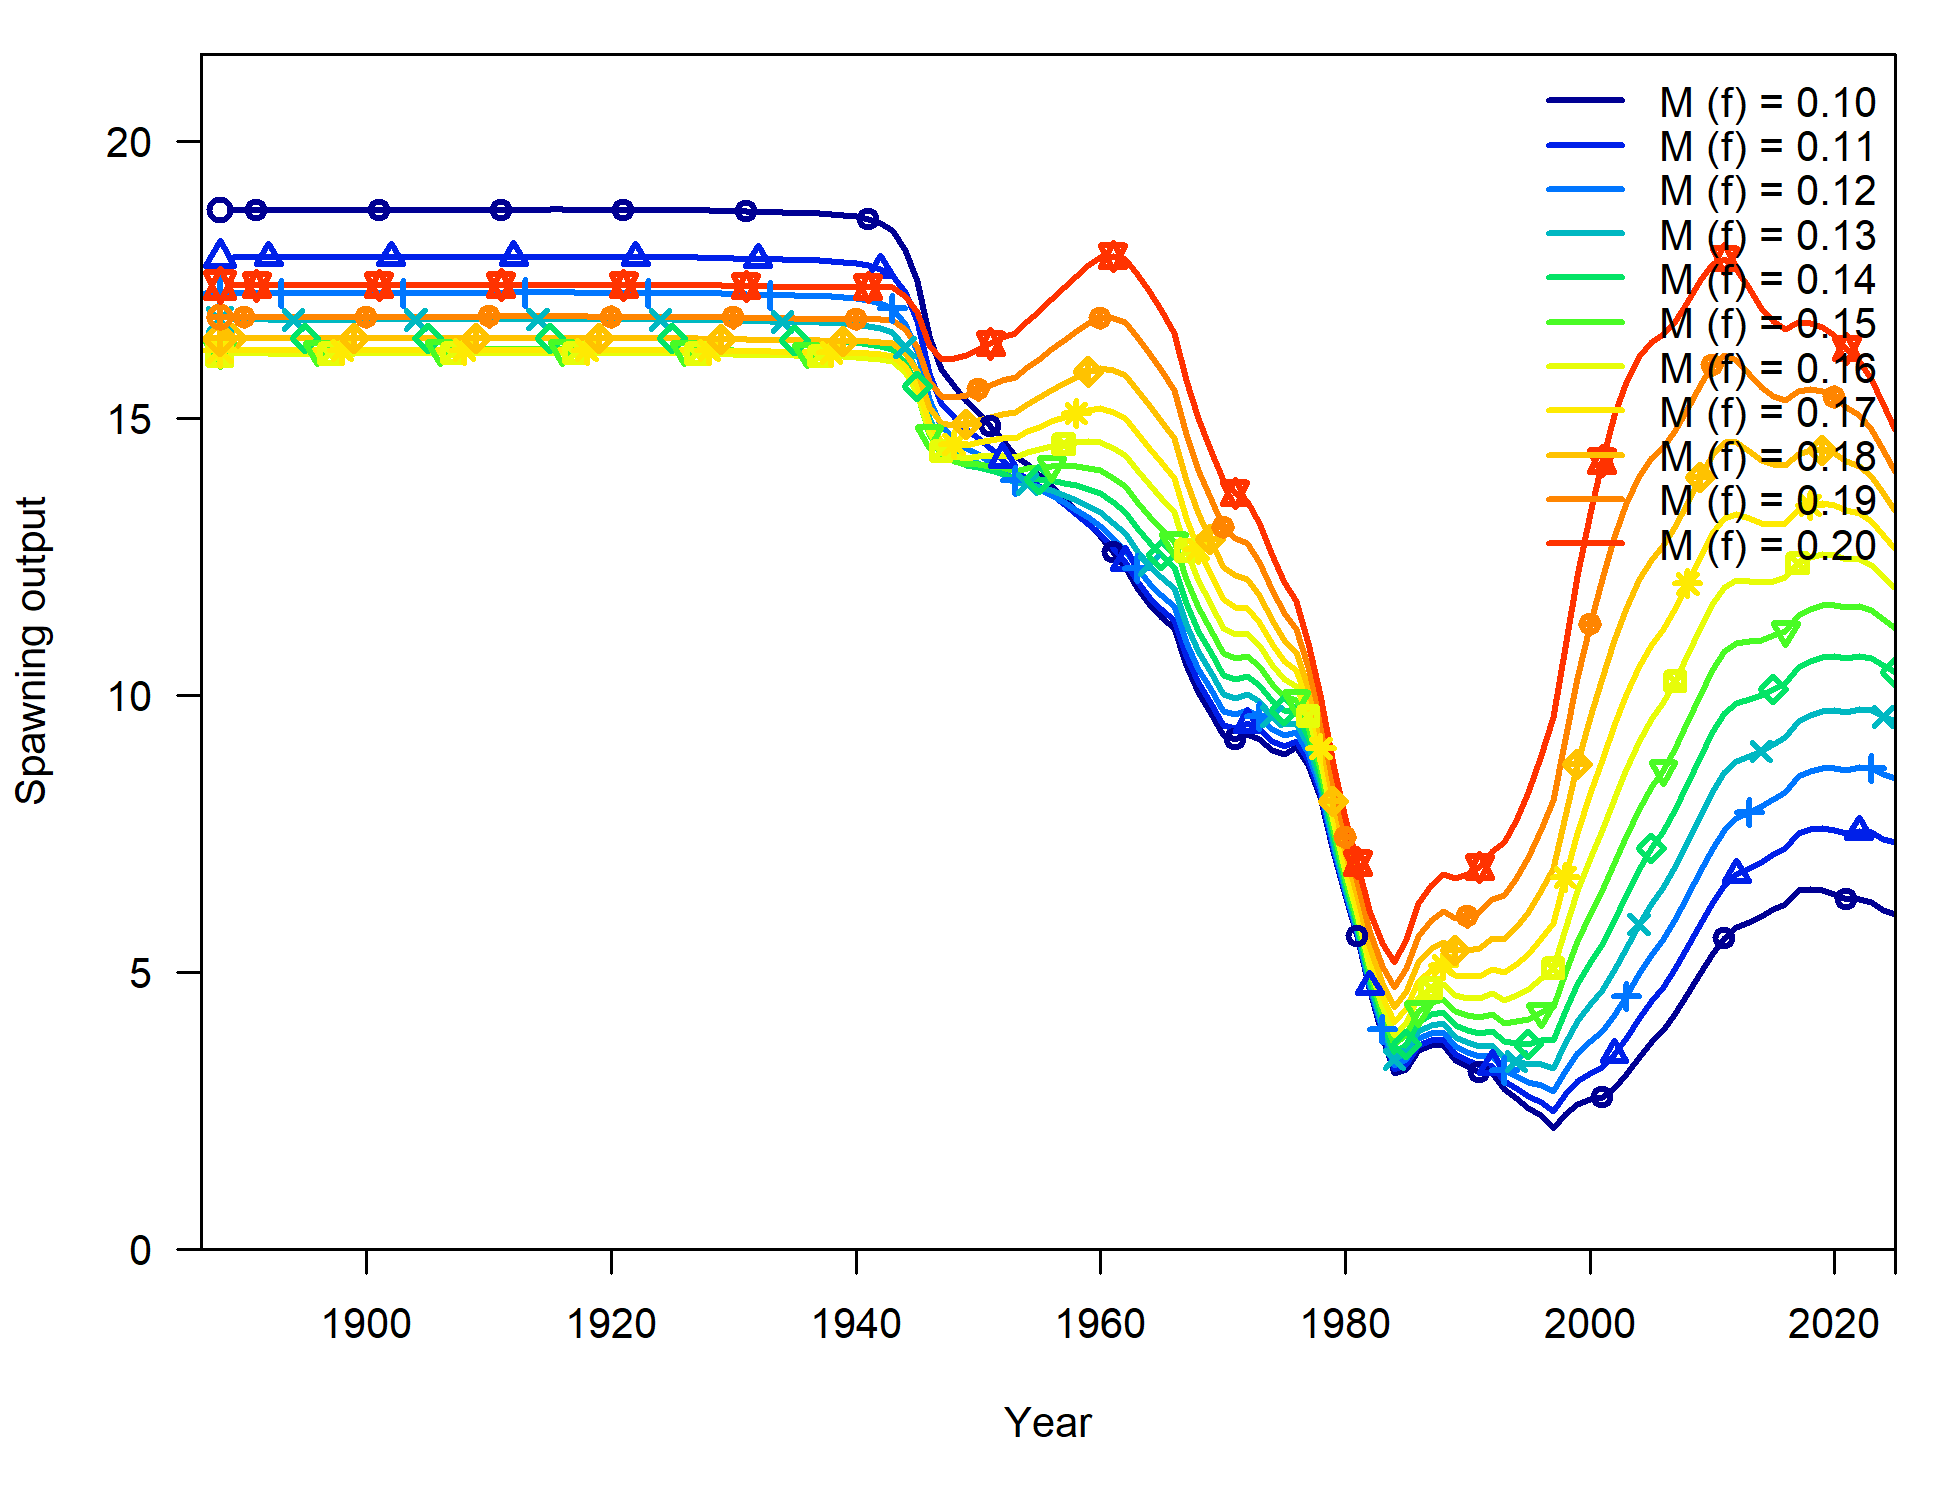 M (f) = 0.10
M (f) = 0.11
M (f) = 0.12
M (f) = 0.13
M (f) = 0.14
M (f) = 0.15
M (f) = 0.16
M (f) = 0.17
M (f) = 0.18
M (f) = 0.19
M (f) = 0.20
20
15
10
5
0
Spawning output
1900 1920 1940 1960 1980 2000 2020
Year